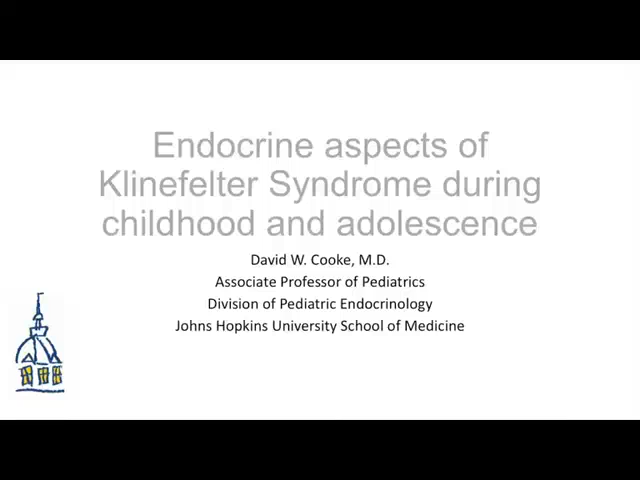 Endocrine aspects of
Klinefelter Syndrome during
childhood and adolescence
David W. Cooke, M.D.
Associate Professor of Pediatrics
Division of Pediatric Endocrinology
Johns Hopkins University School of Medicine